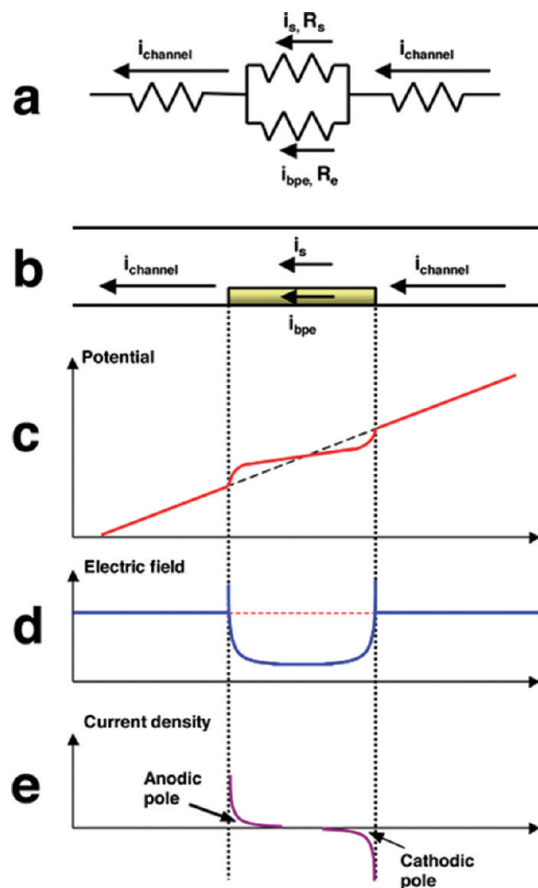 a
i_channel
i_s, R_s
i_channel
i_bpe, R_e
b
i_channel
i_s
i_channel
i_bpe
c
Potential
d
Electric field
e
Current density
Anodic
pole
Cathodic
pole